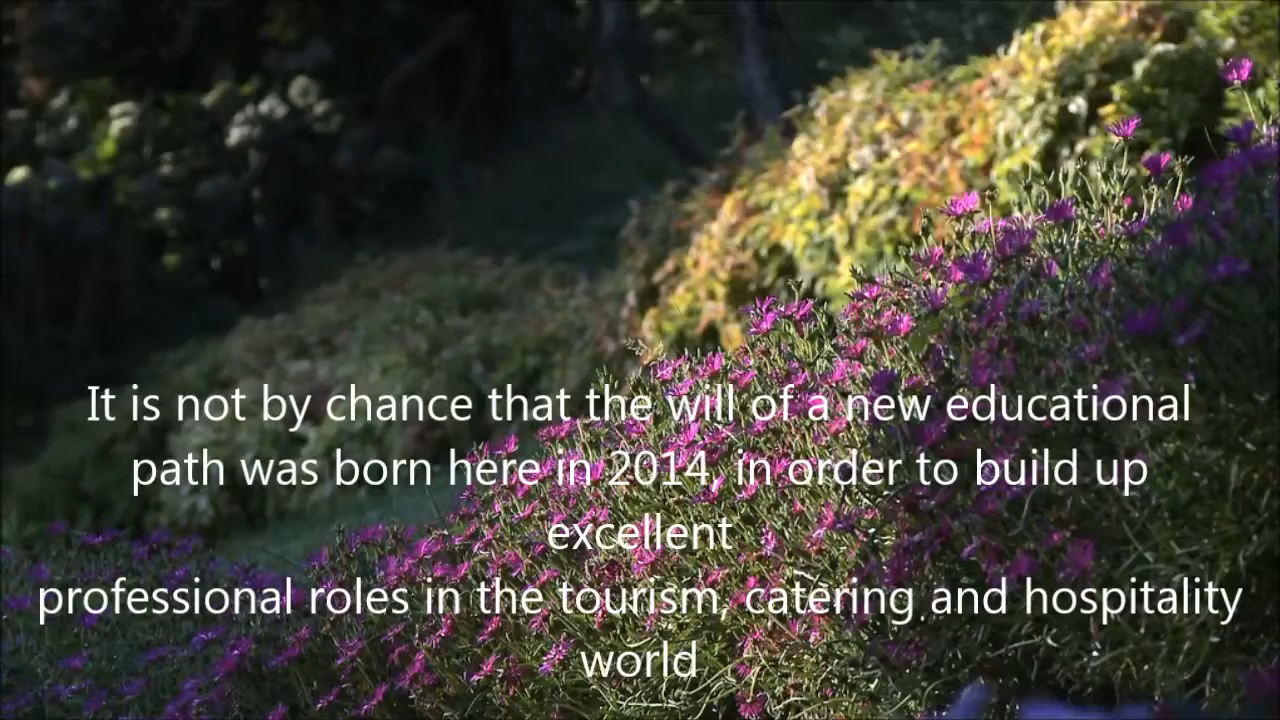 It is not by chance that the will of a new educational
path was born here in 2014, in order to build up
excellent
professional roles in the tourism, catering and hospitality
world